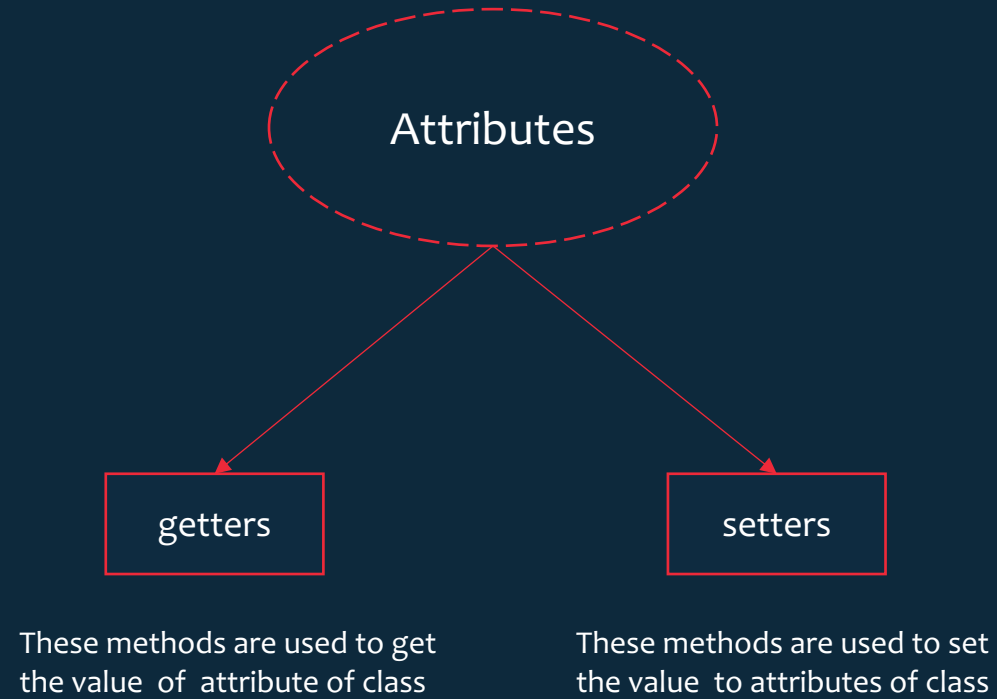 Attributes
getters
setters
These methods are used to get
the value of attribute of class
These methods are used to set
the value to attributes of class